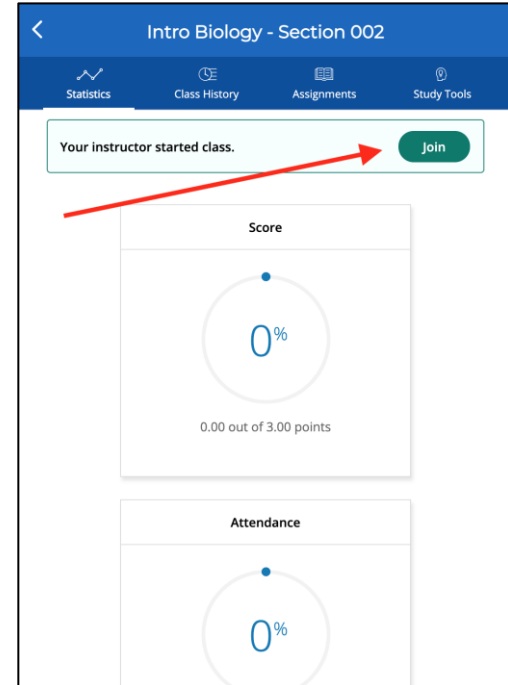 Intro Biology - Section 002
Statistics Class History Assignments Study Tools
Your instructor started class. Join
Score
0%
0.00 out of 3.00 points
Attendance
0%